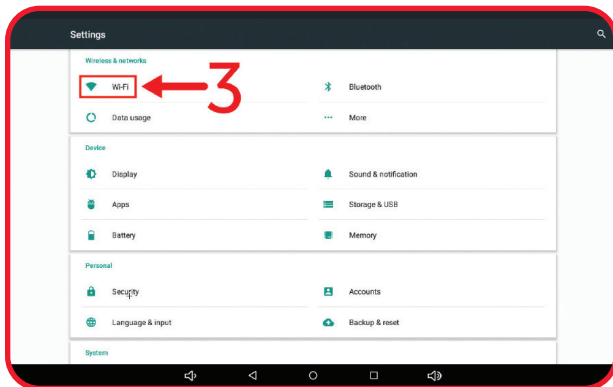 Settings
Wireless & networks
Wi-Fi
3
Bluetooth
Data usage
More
Device
Display
Sound & notification
Apps
Storage & USB
Battery
Memory
Personal
Security
Accounts
Language & input
Backup & reset
System